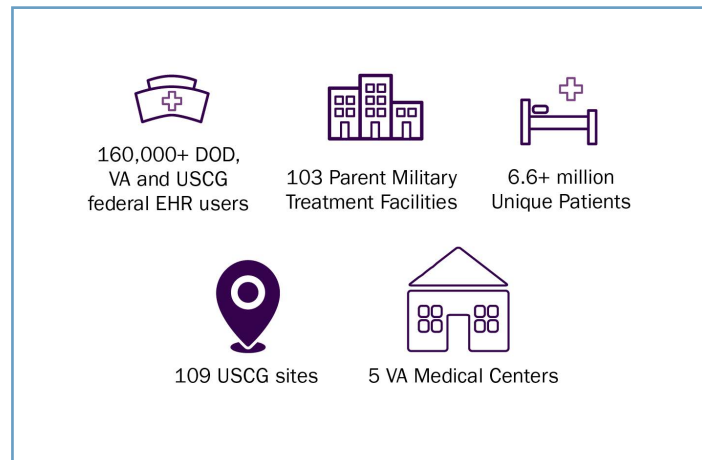 160,000+ DOD,
VA and USCG
federal EHR users
103 Parent Military
Treatment Facilities
6.6+ million
Unique Patients
109 USCG sites
5 VA Medical Centers